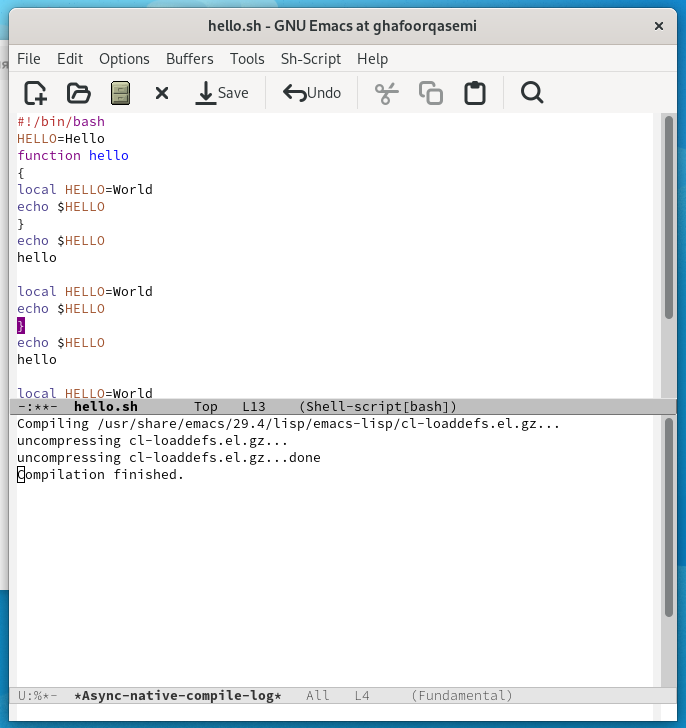 hello.sh - GNU Emacs at ghafoorqasemi
File Edit Options Buffers Tools Sh-Script Help
Save Undo
#!/bin/bash
HELLO=Hello
function hello
{
local HELLO=World
echo $HELLO
}
echo $HELLO
hello
local HELLO=World
echo $HELLO
}
echo $HELLO
hello
local HELLO=World
-:**- hello.sh Top L13 (Shell-script[bash])
Compiling /usr/share/emacs/29.4/lisp/emacs-lisp/cl-loaddefs.el.gz...
uncompressing cl-loaddefs.el.gz...
uncompressing cl-loaddefs.el.gz...done
Compilation finished.
U:%*- *Async-native-compile-log* All L4 (Fundamental)